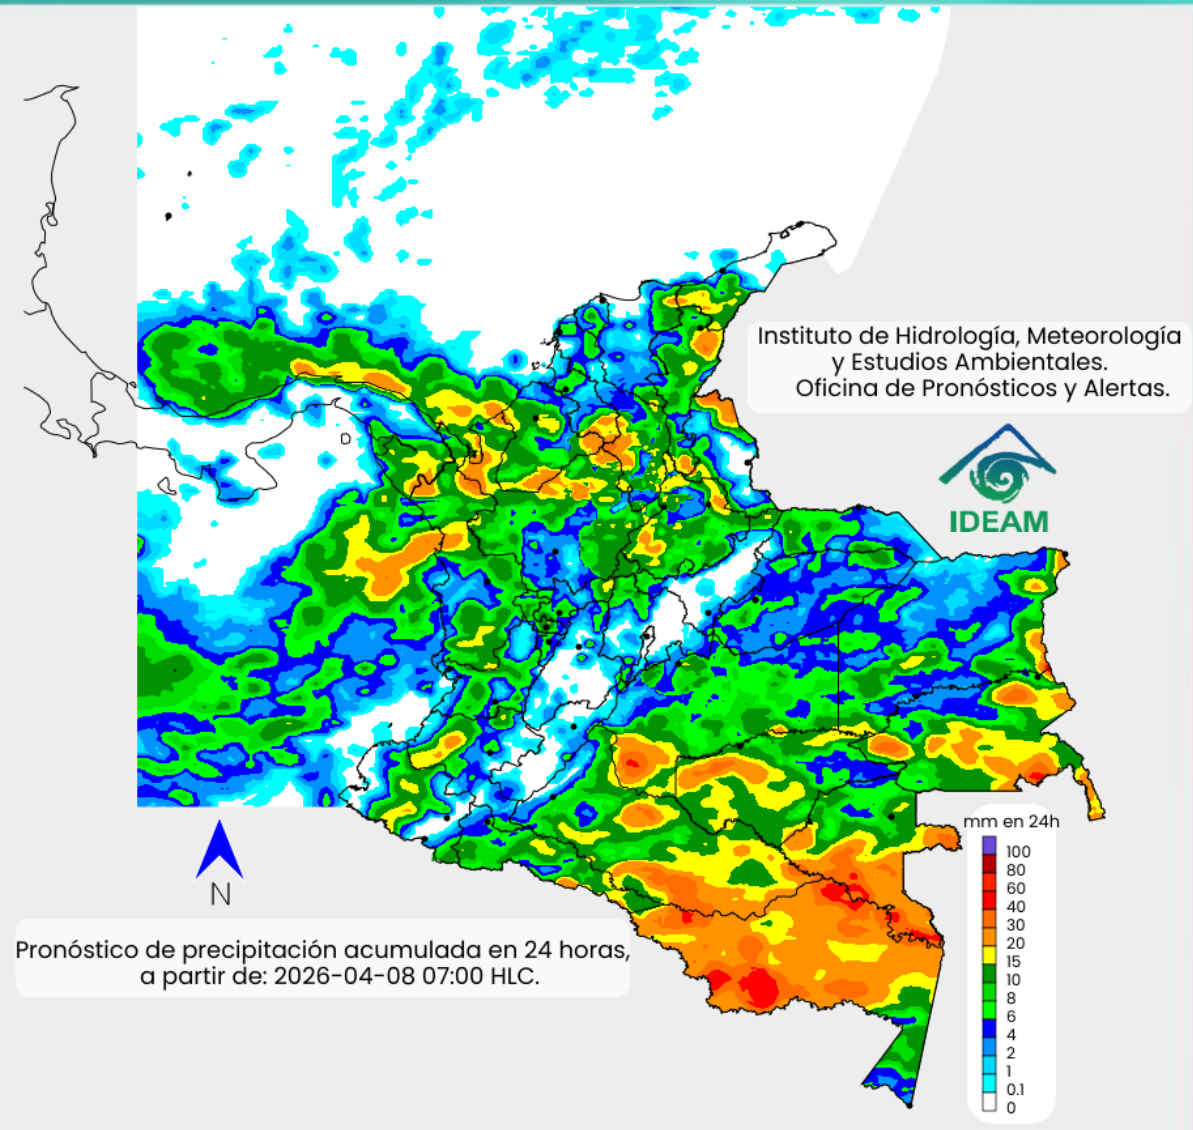 Instituto de Hidrología, Meteorología
y Estudios Ambientales.
Oficina de Pronósticos y Alertas.
IDEAM
mm en 24h
100
80
60
40
30
20
15
10
8
6
4
2
1
0.1
0
N
Pronóstico de precipitación acumulada en 24 horas,
a partir de: 2026-04-08 07:00 HLC.